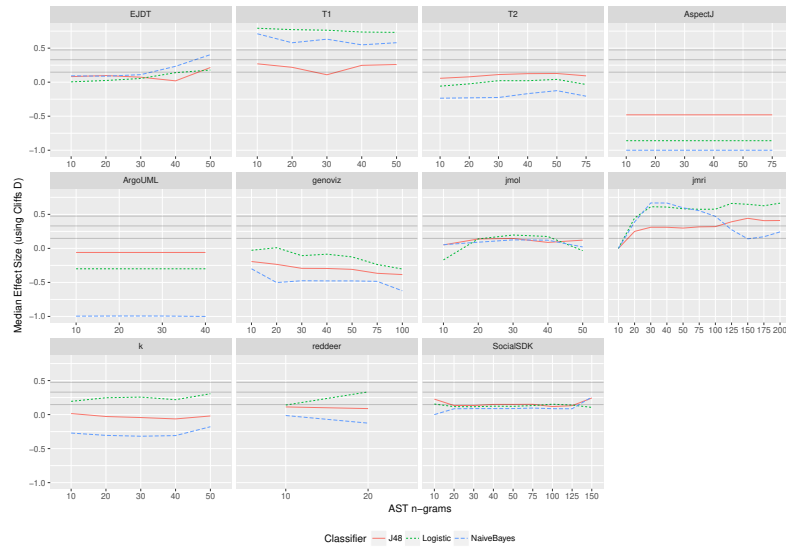 EJDT T1 T2 AspectJ
0.5
0.0
−0.5
−1.0
10 20 30 40 50
10 20 30 40 50
10 20 30 40 50 75
10 20 30 40 50 75
ArgoUML genoviz jmol jmri
0.5
0.0
−0.5
−1.0
10 20 30 40
10 20 30 40 50 75 100
10 20 30 40 50
10 20 30 40 50 75 100 125 150 175 200
k reddeer SocialSDK
0.5
0.0
−0.5
−1.0
10 20 30 40 50
10 20
10 20 30 40 50 75 100 125 150
Median Effect Size (using Cliffs D)
AST n−grams
Classifier J48 Logistic NaiveBayes